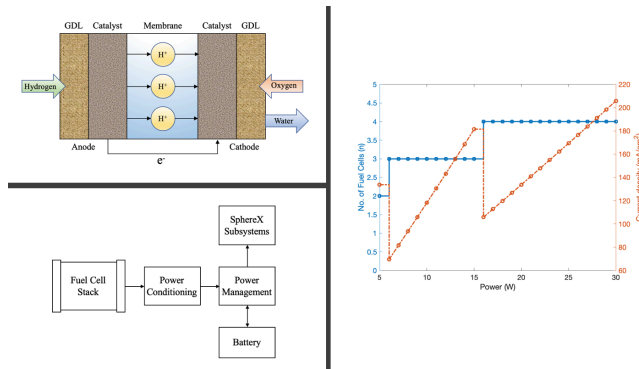 GDL Catalyst Membrane Catalyst GDL
H+
H+
H+
Hydrogen
Oxygen
Water
Anode
Cathode
e-
SphereX
Subsystems
Fuel Cell
Stack
Power
Conditioning
Power
Management
Battery
No. of Fuel Cells (n)
5
4.5
4
3.5
3
2.5
2
1.5
1
0.5
0
5 10 15 20 25 30
Power (W)
220
200
180
160
140
120
100
80
60